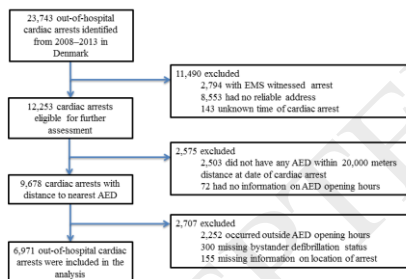 23,743 out-of-hospital
cardiac arrests identified
from 2008–2013 in
Denmark
11,490 excluded
2,794 with EMS witnessed arrest
8,553 had no reliable address
143 unknown time of cardiac arrest
12,253 cardiac arrests
eligible for further
assessment
2,575 excluded
2,503 did not have any AED within 20,000 meters
distance at date of cardiac arrest
72 had no information on AED opening hours
9,678 cardiac arrests with
distance to nearest AED
2,707 excluded
2,252 occurred outside AED opening hours
300 missing bystander defibrillation status
155 missing information on location of arrest
6,971 out-of-hospital cardiac
arrests were included in the
analysis